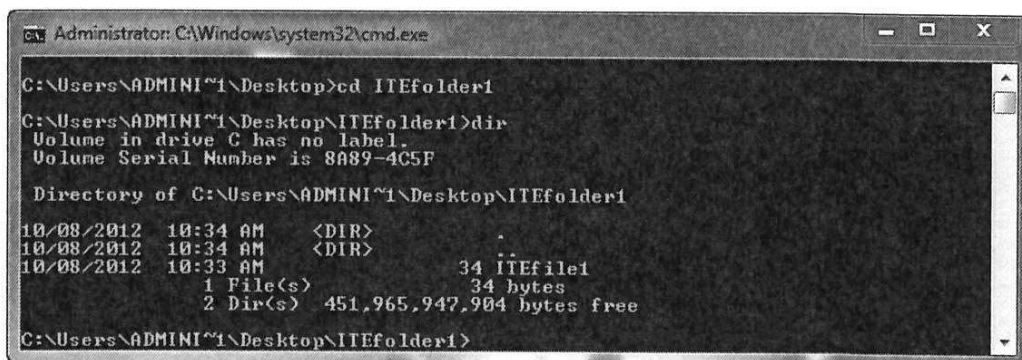 Administrator: C:\Windows\system32\cmd.exe
C:\Users\ADMINI~1\Desktop>cd ITEfolder1
C:\Users\ADMINI~1\Desktop\ITEfolder1>dir
Volume in drive C has no label.
Volume Serial Number is 8A89-4C5F
Directory of C:\Users\ADMINI~1\Desktop\ITEfolder1
10/08/2012 10:34 AM <DIR> .
10/08/2012 10:34 AM <DIR> ..
10/08/2012 10:33 AM 34 ITEfile1
1 File(s) 34 bytes
2 Dir(s) 451,965,947,904 bytes free
C:\Users\ADMINI~1\Desktop\ITEfolder1>